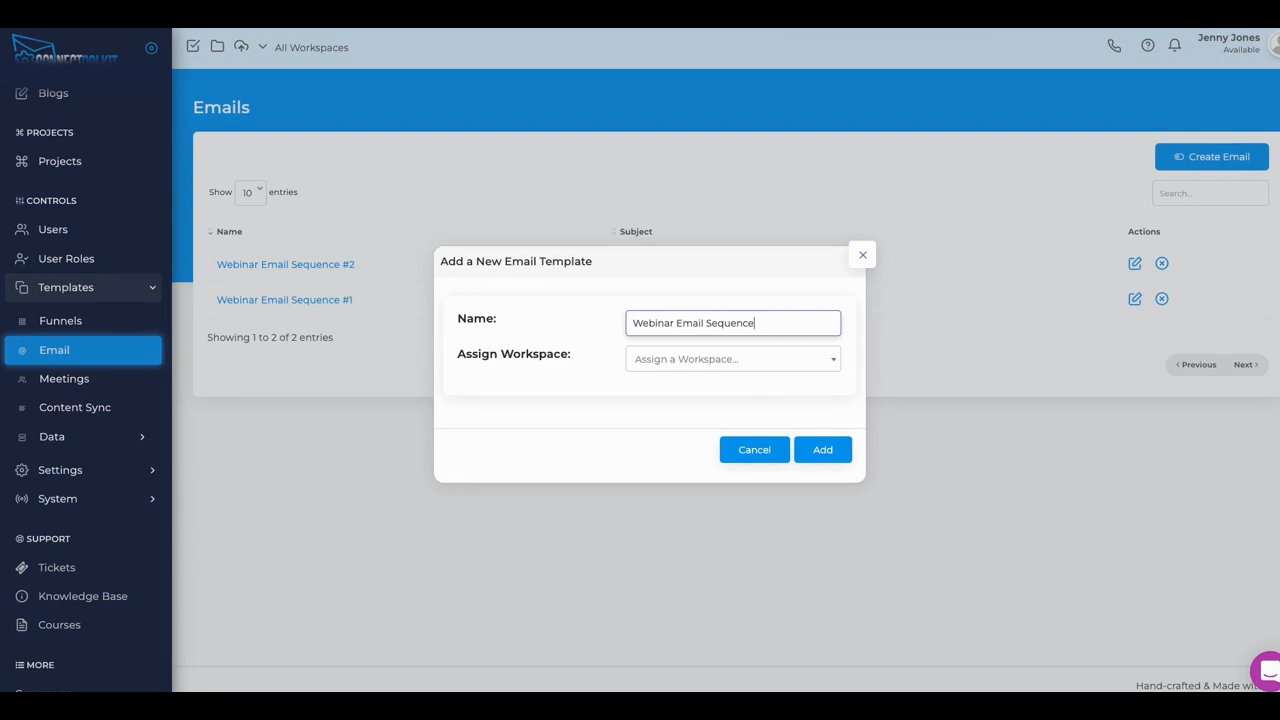 CONNECTOOLKIT
All Workspaces
Jenny Jones
Available
Blogs
PROJECTS
Projects
CONTROLS
Users
User Roles
Templates
Funnels
Email
Meetings
Content Sync
Data
Settings
System
SUPPORT
Tickets
Knowledge Base
Courses
MORE
Emails
Create Email
Show 10 entries
Search...
Name Subject Actions
Webinar Email Sequence #2
Webinar Email Sequence #1
Showing 1 to 2 of 2 entries
Previous Next
Add a New Email Template
Name: Webinar Email Sequence
Assign Workspace: Assign a Workspace...
Cancel Add
Hand-crafted & Made